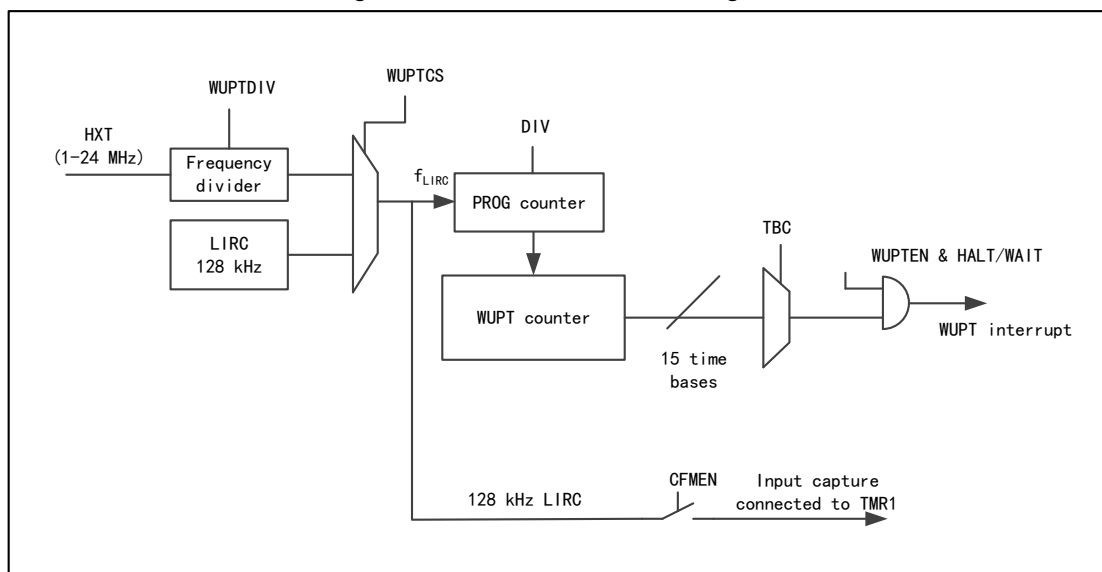 WUPTCS
WUPTDIV
DIV
HXT
(1-24 MHz)
Frequency
divider
fLIRC
PROG counter
LIRC
128 kHz
TBC
WUPTEN & HALT/WAIT
WUPT counter
WUPT interrupt
15 time
bases
CFMEN
Input capture
connected to TMR1
128 kHz LIRC